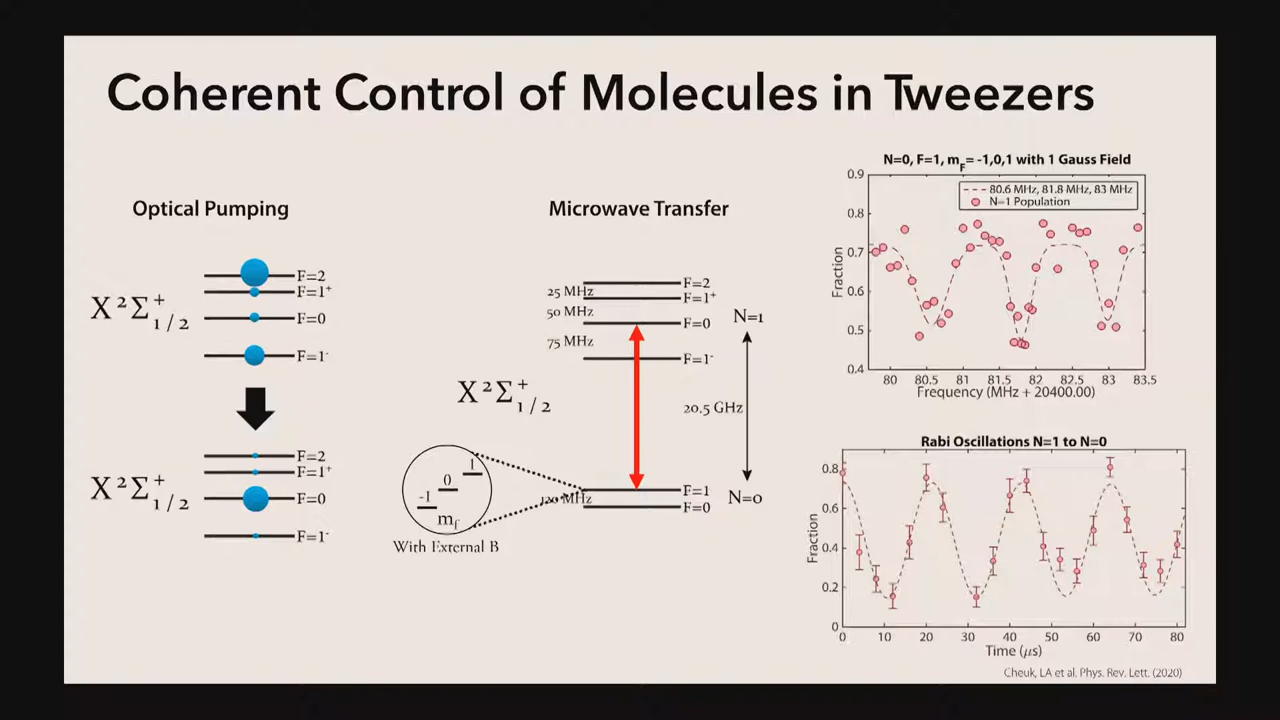 Coherent Control of Molecules in Tweezers
Optical Pumping
X ²Σ⁺₁/₂
F=2
F=1⁺
F=0
F=1⁻
X ²Σ⁺₁/₂
F=2
F=1⁺
F=0
F=1⁻
Microwave Transfer
25 MHz
50 MHz
75 MHz
F=2
F=1⁺
F=0
F=1⁻
N=1
X ²Σ⁺₁/₂
20.5 GHz
120 MHz
F=1
F=0
N=0
1
0
-1
m_f
With External B
N=0, F=1, m_F= -1,0,1 with 1 Gauss Field
80.6 MHz, 81.8 MHz, 83 MHz
N=1 Population
Fraction
0.9
0.8
0.7
0.6
0.5
0.4
80 80.5 81 81.5 82 82.5 83 83.5
Frequency (MHz + 20400.00)
Rabi Oscillations N=1 to N=0
Fraction
0.8
0.6
0.4
0.2
0
0 10 20 30 40 50 60 70 80
Time (μs)
Cheuk, LA et al. Phys. Rev. Lett. (2020)